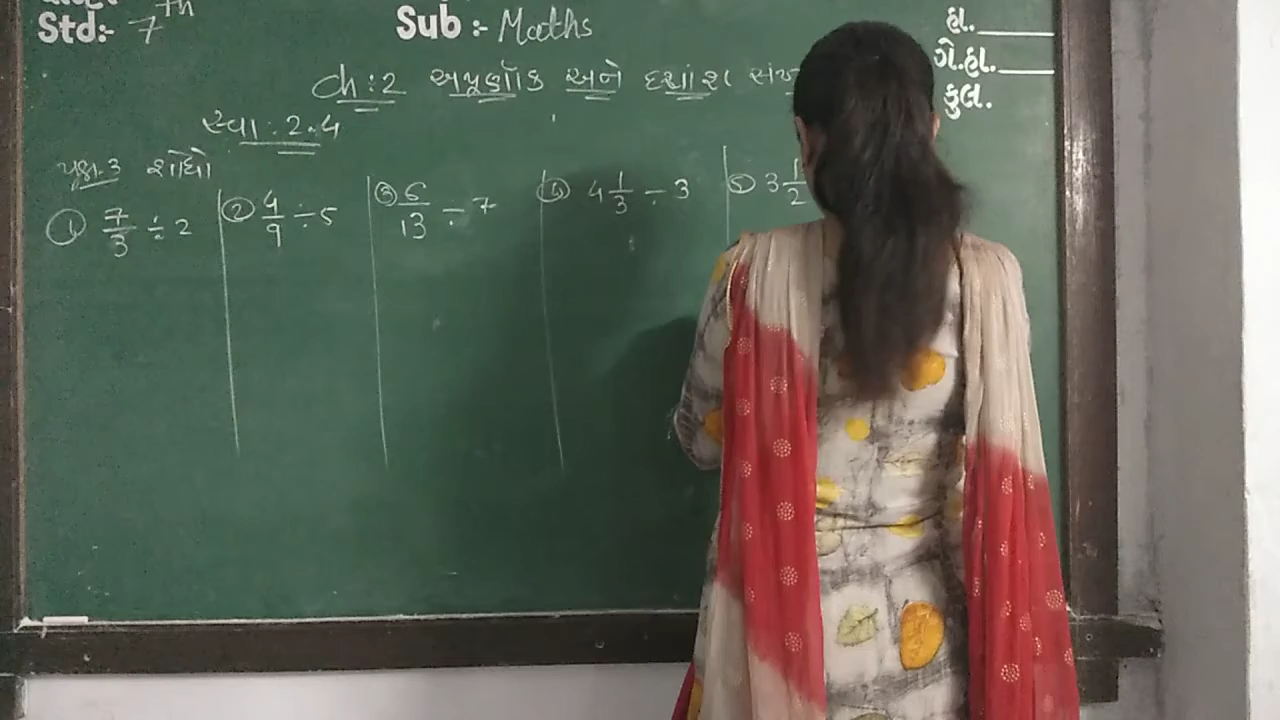 Std:- 7th Sub:- Maths
હા.
ગે.હા.
કુલ.
ch:2 અપૂર્ણાંક અને દશાંશ
સ્વા:2.4
પ્રશ્ન.3 શોધો
① 7/3 ÷ 2 ② 4/9 ÷ 5 ③ 6/13 ÷ 7 ④ 4 1/3 ÷ 3 ⑤ 3 1/2